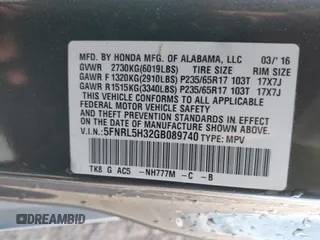 MFD. BY HONDA MFG. OF ALABAMA, LLC 03/'16
GVWR 2730KG(6019LBS) TIRE SIZE RIM SIZE
GAWR F1320KG(2910LBS) P235/65R17 103T 17X7J
GAWR R1515KG(3340LBS) P235/65R17 103T 17X7J
THIS VEHICLE CONFORMS TO ALL APPLICABLE
FEDERAL MOTOR VEHICLE SAFETY AND THEFT
PREVENTION STANDARDS IN EFFECT ON THE
DATE OF MANUFACTURE SHOWN ABOVE.
V.I.N.: 5FNRL5H32GB089740 TYPE: MPV
TK8 G AC5 -NH777M -C -B
DREAMBID